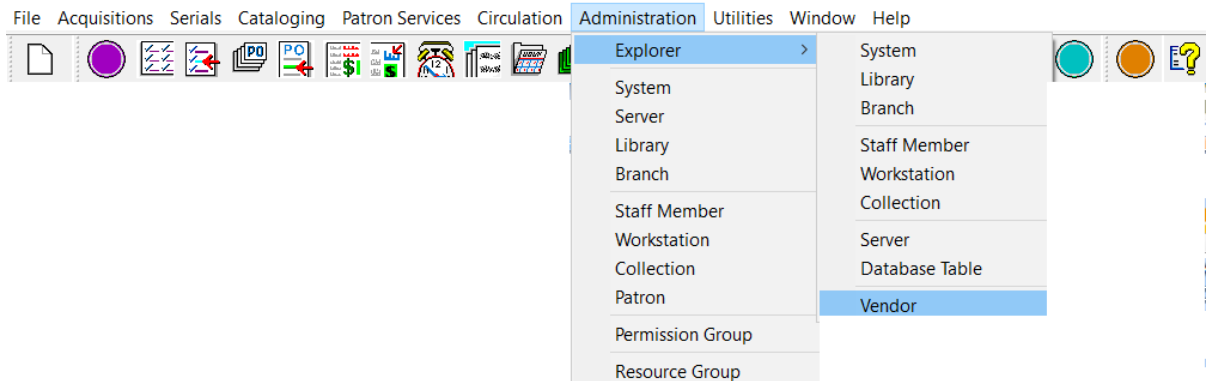 File Acquisitions Serials Cataloging Patron Services Circulation Administration Utilities Window Help
PO
PO
12
Explorer >
System
Server
Library
Branch
Staff Member
Workstation
Collection
Patron
Permission Group
Resource Group
System
Library
Branch
Staff Member
Workstation
Collection
Server
Database Table
Vendor